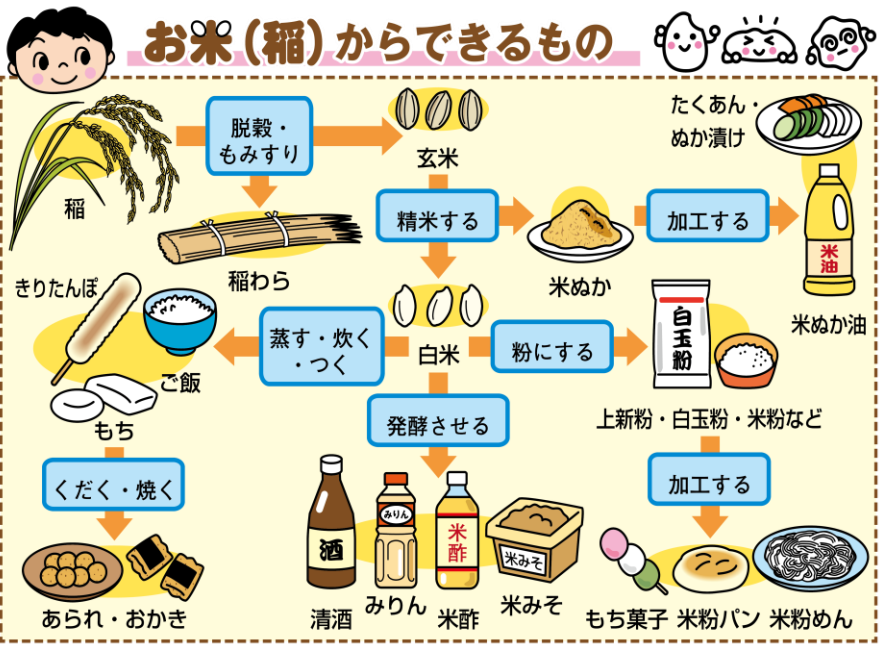 お米（稲）からできるもの
脱穀・
もみすり
玄米
たくあん・
ぬか漬け
稲
稲わら
精米する
米ぬか
加工する
米油
米ぬか油
きりたんぽ
ご飯
もち
蒸す・炊く
・つく
白米
粉にする
白玉粉
上新粉・白玉粉・米粉など
発酵させる
くだく・焼く
加工する
あられ・おかき
酒
清酒
みりん
みりん
米酢
米酢
米みそ
米みそ
もち菓子
米粉パン
米粉めん